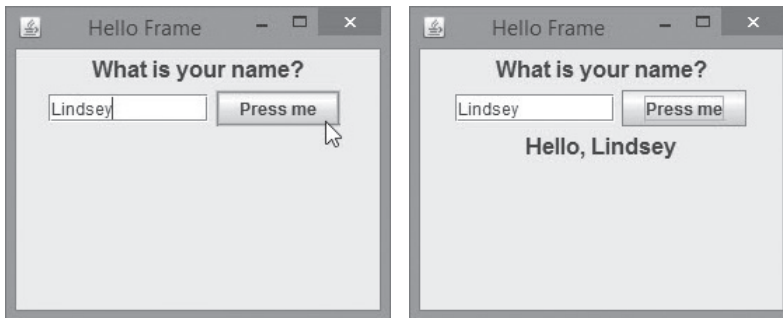 Hello Frame
What is your name?
Lindsey
Press me
Hello Frame
What is your name?
Lindsey
Press me
Hello, Lindsey